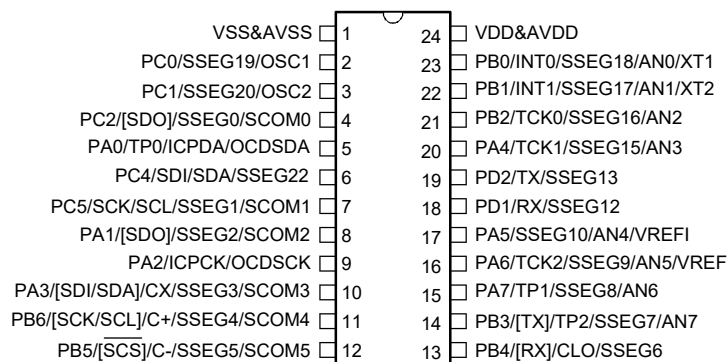 VSS&AVSS 1 24 VDD&AVDD
PC0/SSEG19/OSC1 2 23 PB0/INT0/SSEG18/AN0/XT1
PC1/SSEG20/OSC2 3 22 PB1/INT1/SSEG17/AN1/XT2
PC2/[SDO]/SSEG0/SCOM0 4 21 PB2/TCK0/SSEG16/AN2
PA0/TP0/ICPDA/OCDSDA 5 20 PA4/TCK1/SSEG15/AN3
PC4/SDI/SDA/SSEG22 6 19 PD2/TX/SSEG13
PC5/SCK/SCL/SSEG1/SCOM1 7 18 PD1/RX/SSEG12
PA1/[SDO]/SSEG2/SCOM2 8 17 PA5/SSEG10/AN4/VREFI
PA2/ICPCK/OCDSCK 9 16 PA6/TCK2/SSEG9/AN5/VREF
PA3/[SDI/SDA]/CX/SSEG3/SCOM3 10 15 PA7/TP1/SSEG8/AN6
PB6/[SCK/SCL]/C+/SSEG4/SCOM4 11 14 PB3/[TX]/TP2/SSEG7/AN7
PB5/[SCS]/C-/SSEG5/SCOM5 12 13 PB4/[RX]/CLO/SSEG6